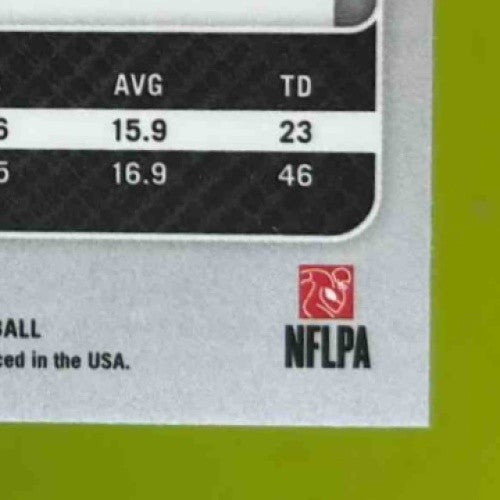 AVG TD
6 15.9 23
5 16.9 46
BALL
ced in the USA.
NFLPA